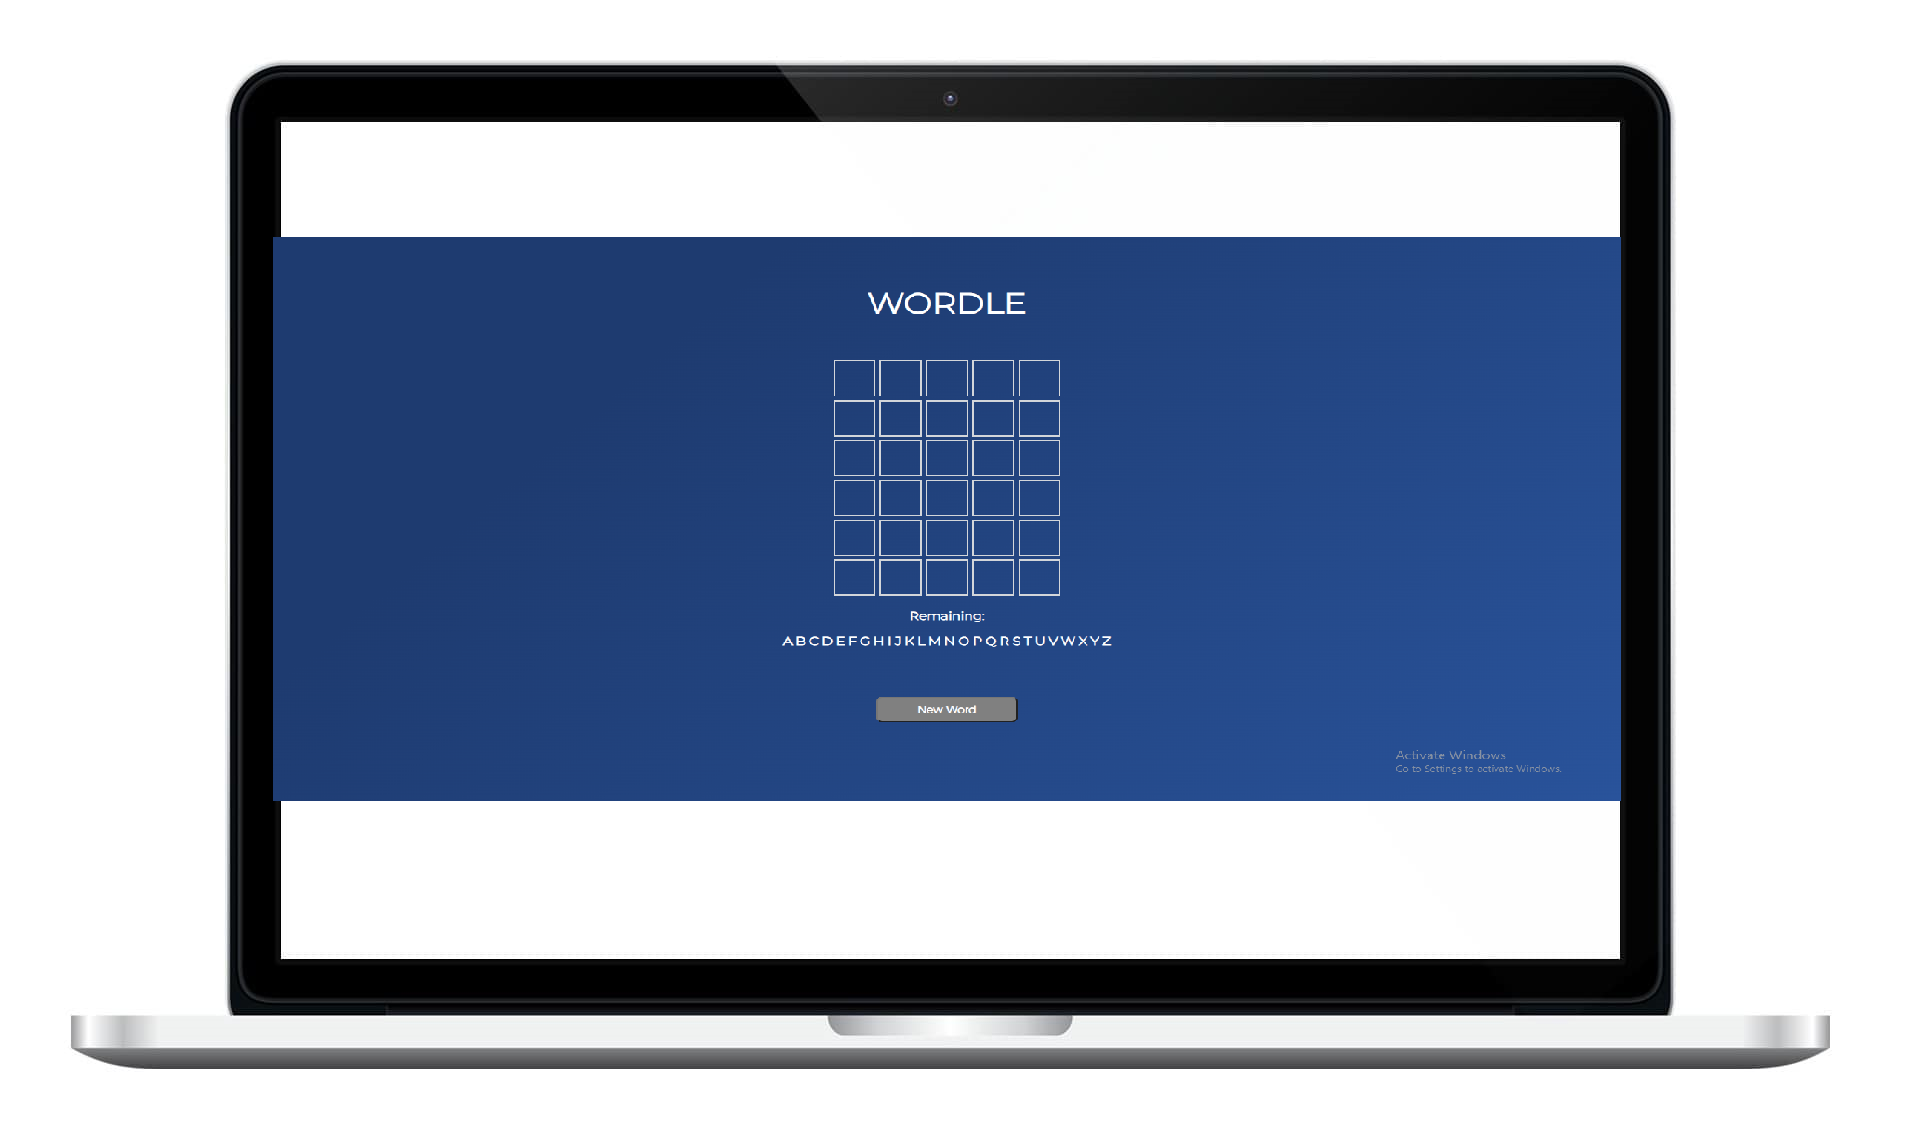 WORDLE
Remaining:
A B C D E F G H I J K L M N O P Q R S T U V W X Y Z
New Word
Activate Windows
Go to Settings to activate Windows.